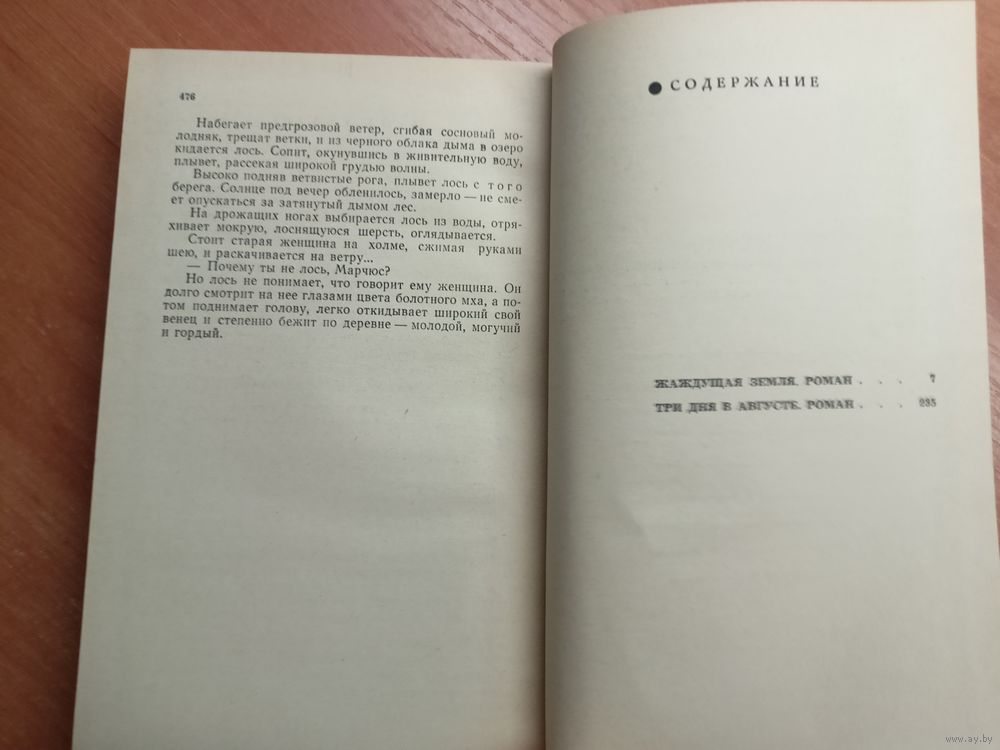 476
Набегает предгрозовой ветер, сгибая сосновый мо-
лодняк, трещат ветки, и из черного облака дыма в озеро
кидается лось. Сопит, окунувшись в живительную воду,
плывет, рассекая широкой грудью волны.
Высоко подняв ветвистые рога, плывет лось с того
берега. Солнце под вечер обленилось, замерло — не сме-
ет опускаться за затянутый дымом лес.
На дрожащих ногах выбирается лось из воды, отря-
хивает мокрую, лоснящуюся шерсть, оглядывается.
Стоит старая женщина на холме, сжимая руками
шею, и раскачивается на ветру...
— Почему ты не лось, Марчюс?
Но лось не понимает, что говорит ему женщина. Он
долго смотрит на нее глазами цвета болотного мха, а по-
том поднимает голову, легко откидывает широкий свой
венец и степенно бежит по деревне — молодой, могучий
и гордый.
● СОДЕРЖАНИЕ
ЖАЖДУЩАЯ ЗЕМЛЯ. РОМАН . . . 7
ТРИ ДНЯ В АВГУСТЕ. РОМАН . . . 235
www.ay.by